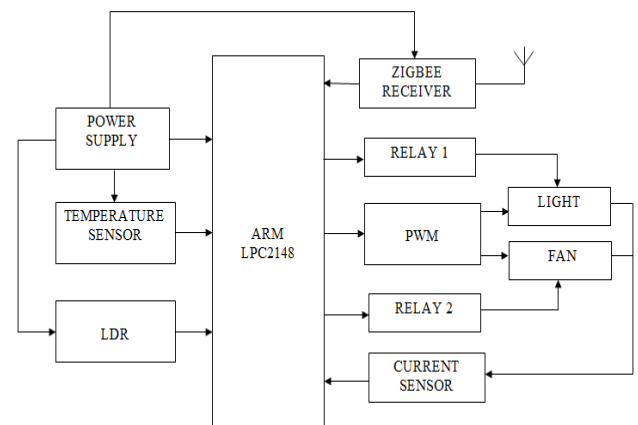 ZIGBEE
RECEIVER
POWER
SUPPLY
RELAY 1
TEMPERATURE
SENSOR
ARM
LPC2148
PWM
LIGHT
FAN
LDR
RELAY 2
CURRENT
SENSOR